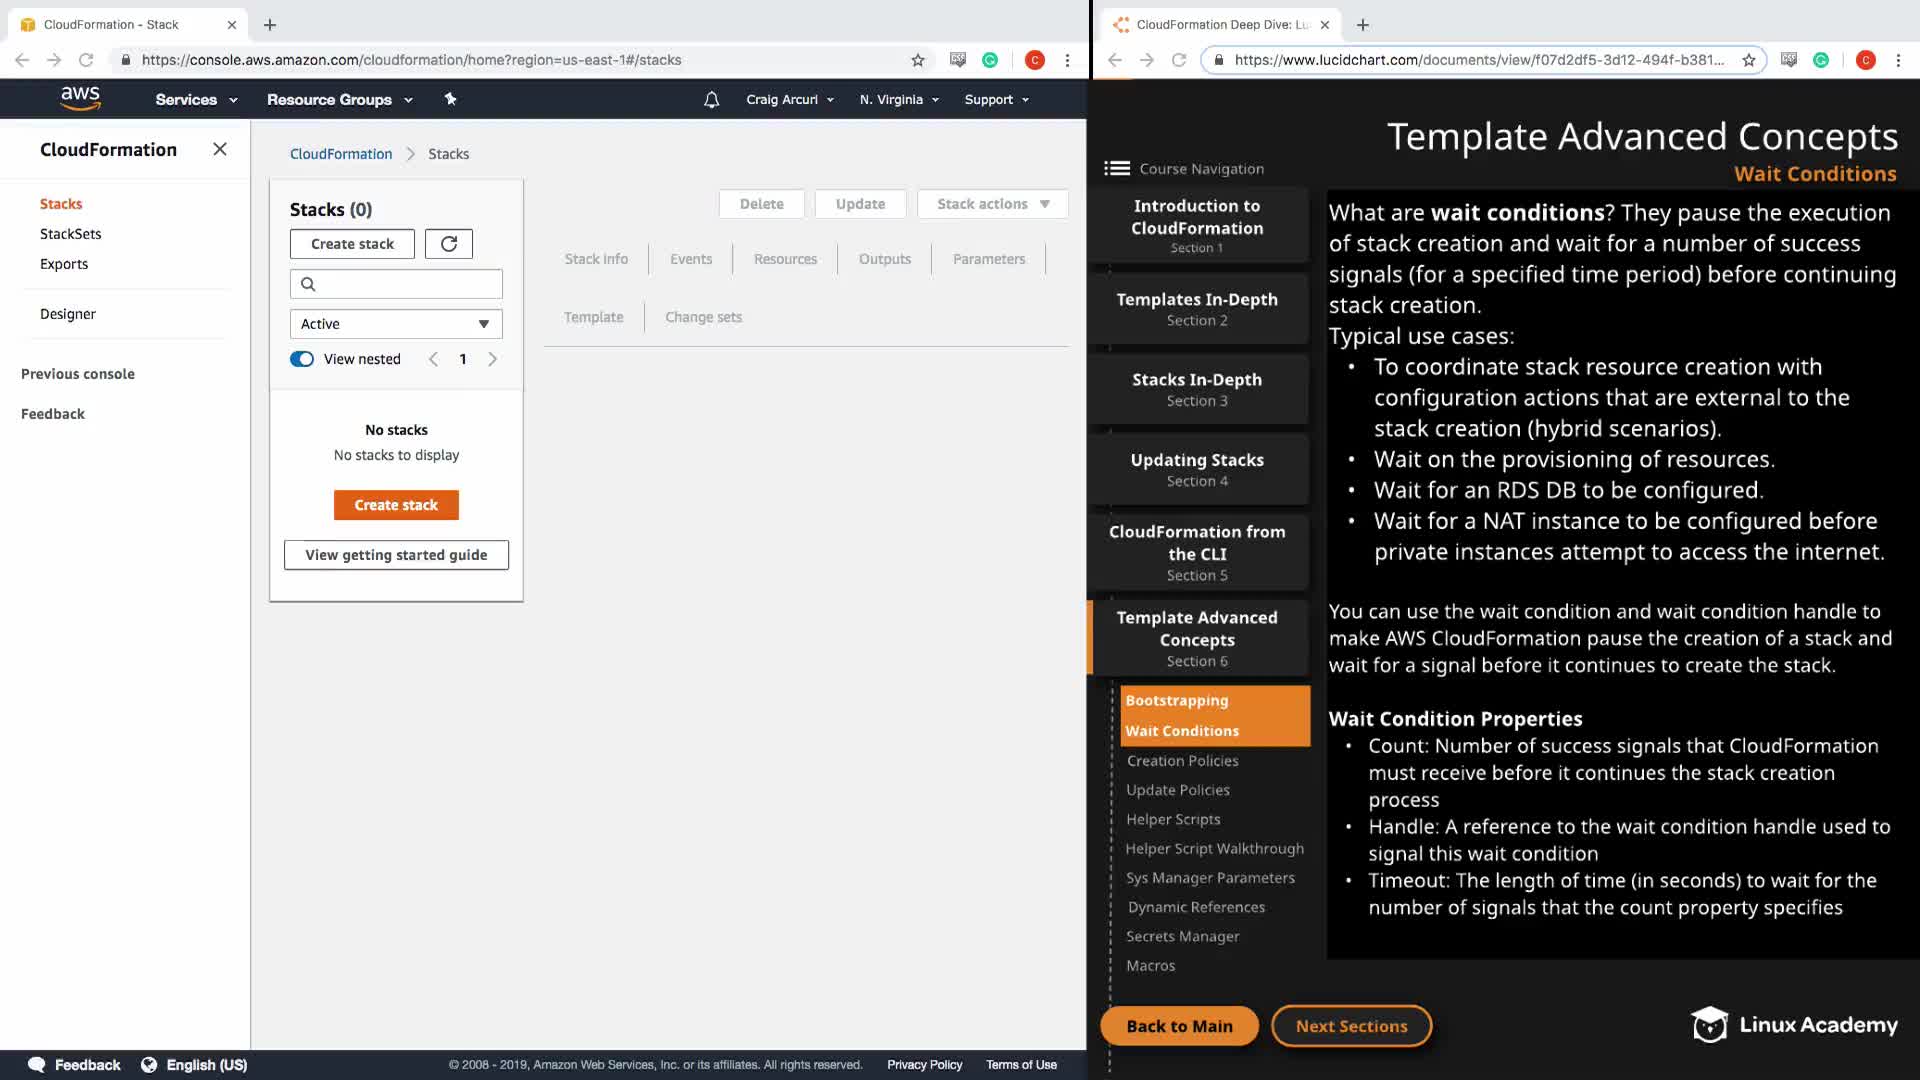 CloudFormation - Stack
https://console.aws.amazon.com/cloudformation/home?region=us-east-1#/stacks
C
aws
Services
Resource Groups
Craig Arcuri
N. Virginia
Support
CloudFormation
Stacks
StackSets
Exports
Designer
Previous console
Feedback
CloudFormation
Stacks
Stacks (0)
Create stack
Active
View nested
1
No stacks
No stacks to display
Create stack
View getting started guide
Delete
Update
Stack actions
Stack info
Events
Resources
Outputs
Parameters
Template
Change sets
Feedback
English (US)
© 2008 - 2019, Amazon Web Services, Inc. or its affiliates. All rights reserved.
Privacy Policy
Terms of Use
CloudFormation Deep Dive: Lu
https://www.lucidchart.com/documents/view/f07d2df5-3d12-494f-b381...
C
Template Advanced Concepts
Wait Conditions
Course Navigation
Introduction to
CloudFormation
Section 1
Templates In-Depth
Section 2
Stacks In-Depth
Section 3
Updating Stacks
Section 4
CloudFormation from
the CLI
Section 5
Template Advanced
Concepts
Section 6
Bootstrapping
Wait Conditions
Creation Policies
Update Policies
Helper Scripts
Helper Script Walkthrough
Sys Manager Parameters
Dynamic References
Secrets Manager
Macros
Back to Main
Next Sections
What are wait conditions? They pause the execution
of stack creation and wait for a number of success
signals (for a specified time period) before continuing
stack creation.
Typical use cases:
• To coordinate stack resource creation with
configuration actions that are external to the
stack creation (hybrid scenarios).
• Wait on the provisioning of resources.
• Wait for an RDS DB to be configured.
• Wait for a NAT instance to be configured before
private instances attempt to access the internet.
You can use the wait condition and wait condition handle to
make AWS CloudFormation pause the creation of a stack and
wait for a signal before it continues to create the stack.
Wait Condition Properties
• Count: Number of success signals that CloudFormation
must receive before it continues the stack creation
process
• Handle: A reference to the wait condition handle used to
signal this wait condition
• Timeout: The length of time (in seconds) to wait for the
number of signals that the count property specifies
Linux Academy